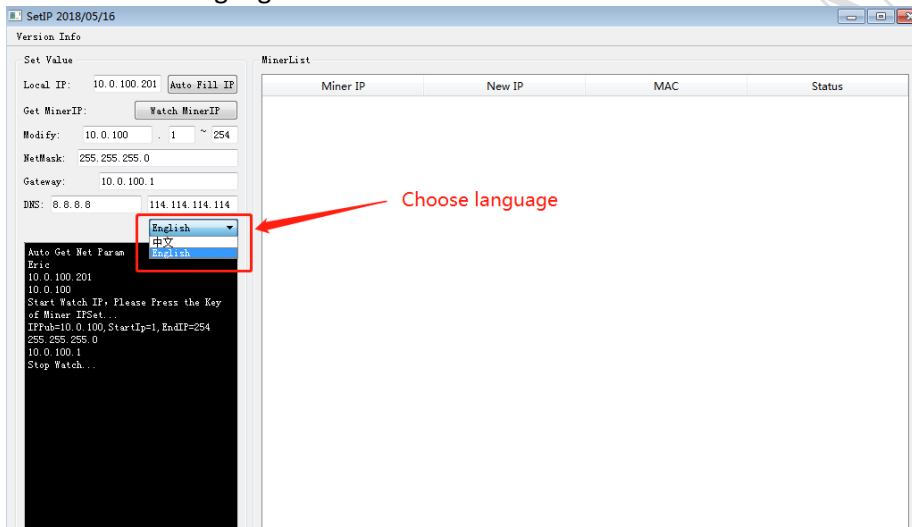 SetIP 2018/05/16
Version Info
Set Value
Local IP: 10.0.100.201 Auto Fill IP
Get MinerIP: Watch MinerIP
Modify: 10.0.100 . 1 ~ 254
NetMask: 255.255.255.0
Gateway: 10.0.100.1
DNS: 8.8.8.8 114.114.114.114
English
中文
English
Auto Get Net Param
Eric
10.0.100.201
10.0.100
Start Watch IP, Please Press the Key
of Miner IPSet...
IPPub=10.0.100,StartIp=1,EndIP=254
255.255.255.0
10.0.100.1
Stop Watch...
MinerList
Miner IP New IP MAC Status
Choose language